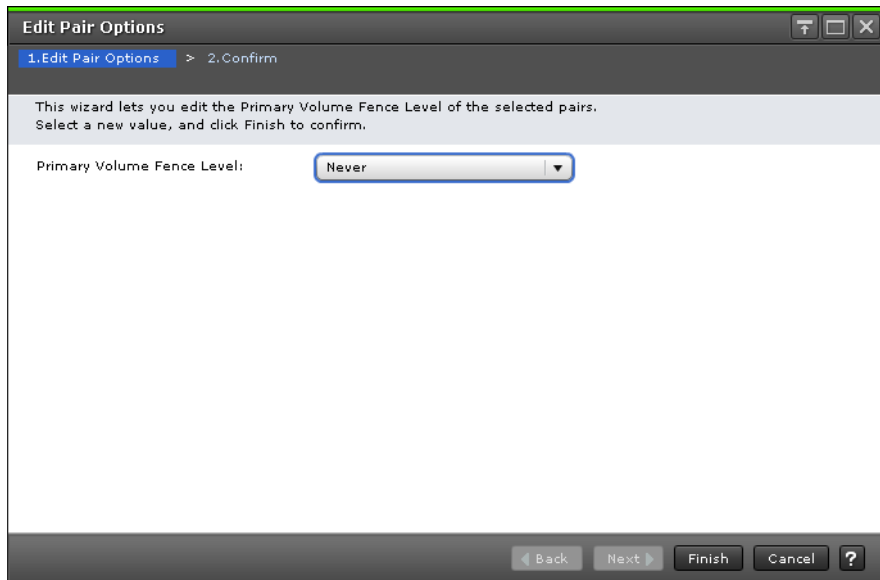 Edit Pair Options
1.Edit Pair Options > 2.Confirm
This wizard lets you edit the Primary Volume Fence Level of the selected pairs.
Select a new value, and click Finish to confirm.
Primary Volume Fence Level: Never
Back Next Finish Cancel ?